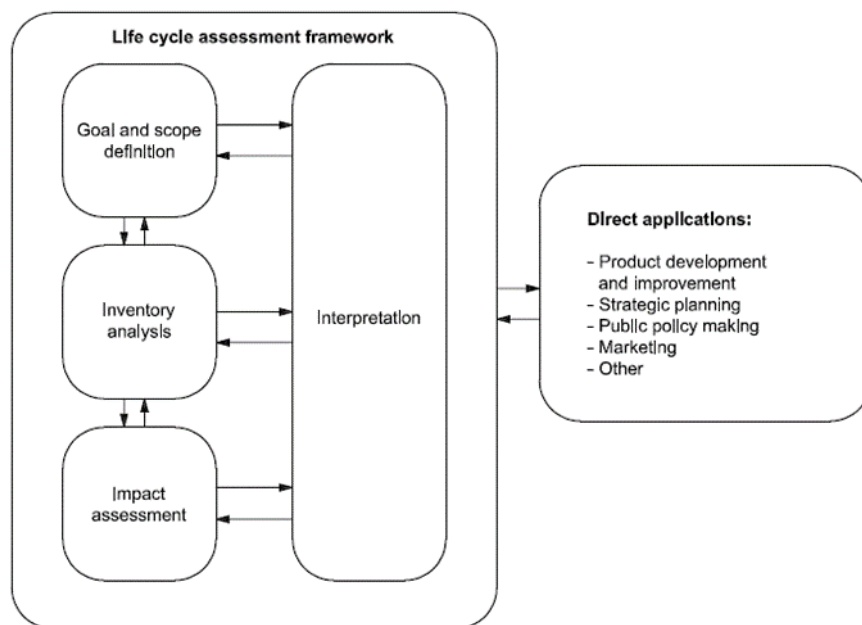 Life cycle assessment framework
Goal and scope
definition
Inventory
analysis
Impact
assessment
Interpretation
Direct applications:
– Product development
and improvement
– Strategic planning
– Public policy making
– Marketing
– Other